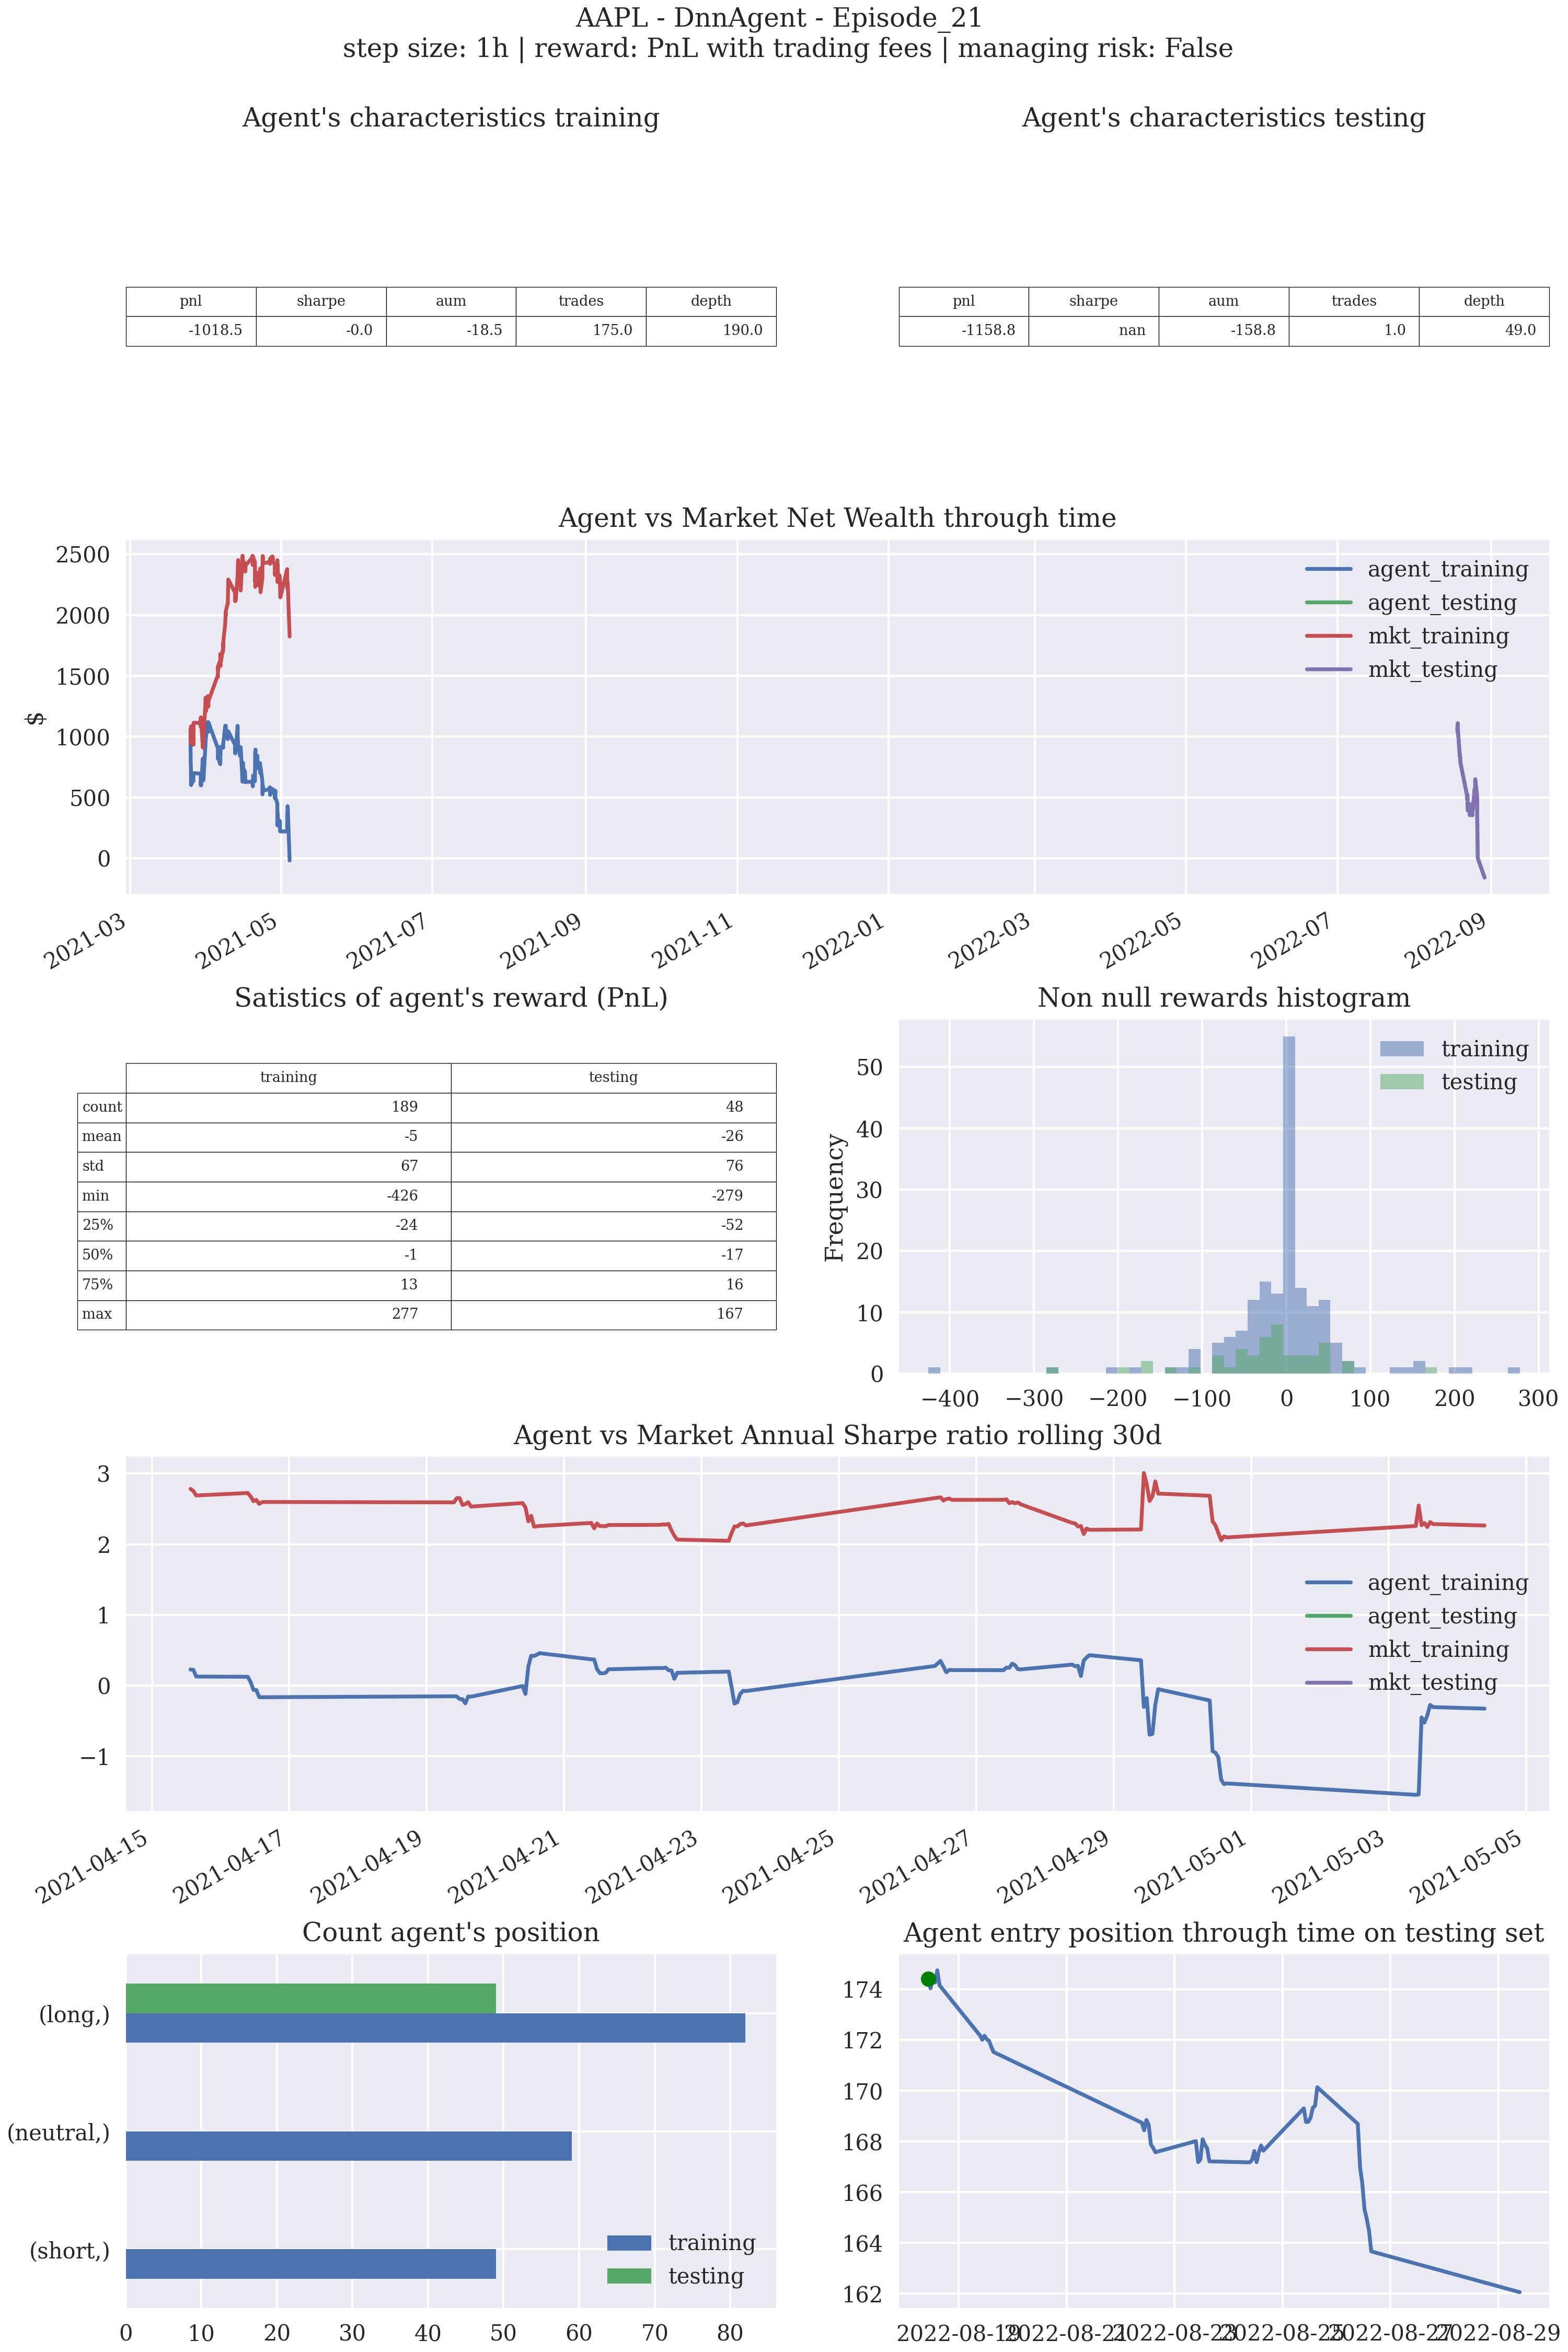 AAPL - DnnAgent - Episode_21
step size: 1h | reward: PnL with trading fees | managing risk: False
Agent's characteristics training
Agent's characteristics testing
pnl sharpe aum trades depth
-1018.5 -0.0 -18.5 175.0 190.0
pnl sharpe aum trades depth
-1158.8 nan -158.8 1.0 49.0
Agent vs Market Net Wealth through time
$
2500
2000
1500
1000
500
0
agent_training
agent_testing
mkt_training
mkt_testing
2021-03 2021-05 2021-07 2021-09 2021-11 2022-01 2022-03 2022-05 2022-07 2022-09
Satistics of agent's reward (PnL)
training testing
count 189 48
mean -5 -26
std 67 76
min -426 -279
25% -24 -52
50% -1 -17
75% 13 16
max 277 167
Non null rewards histogram
Frequency
50
40
30
20
10
0
training
testing
−400 −300 −200 −100 0 100 200 300
Agent vs Market Annual Sharpe ratio rolling 30d
3
2
1
0
−1
agent_training
agent_testing
mkt_training
mkt_testing
2021-04-15 2021-04-17 2021-04-19 2021-04-21 2021-04-23 2021-04-25 2021-04-27 2021-04-29 2021-05-01 2021-05-03 2021-05-05
Count agent's position
(long,)
(neutral,)
(short,)
training
testing
0 10 20 30 40 50 60 70 80
Agent entry position through time on testing set
174
172
170
168
166
164
162
2022-08-19 2022-08-21 2022-08-23 2022-08-25 2022-08-27 2022-08-29